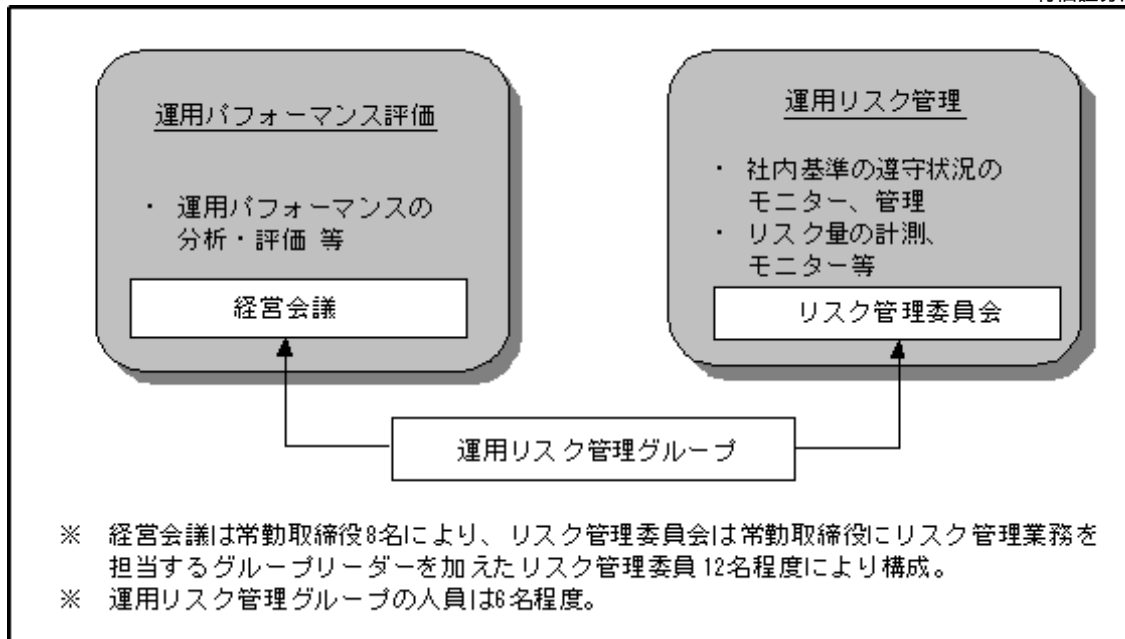 運用パフォーマンス評価
・ 運用パフォーマンスの
分析・評価 等
経営会議
運用リスク管理
・ 社内基準の遵守状況の
モニター、管理
・ リスク量の計測、
モニター等
リスク管理委員会
運用リスク管理グループ
※ 経営会議は常勤取締役8名により、リスク管理委員会は常勤取締役にリスク管理業務を
担当するグループリーダーを加えたリスク管理委員12名程度により構成。
※ 運用リスク管理グループの人員は6名程度。